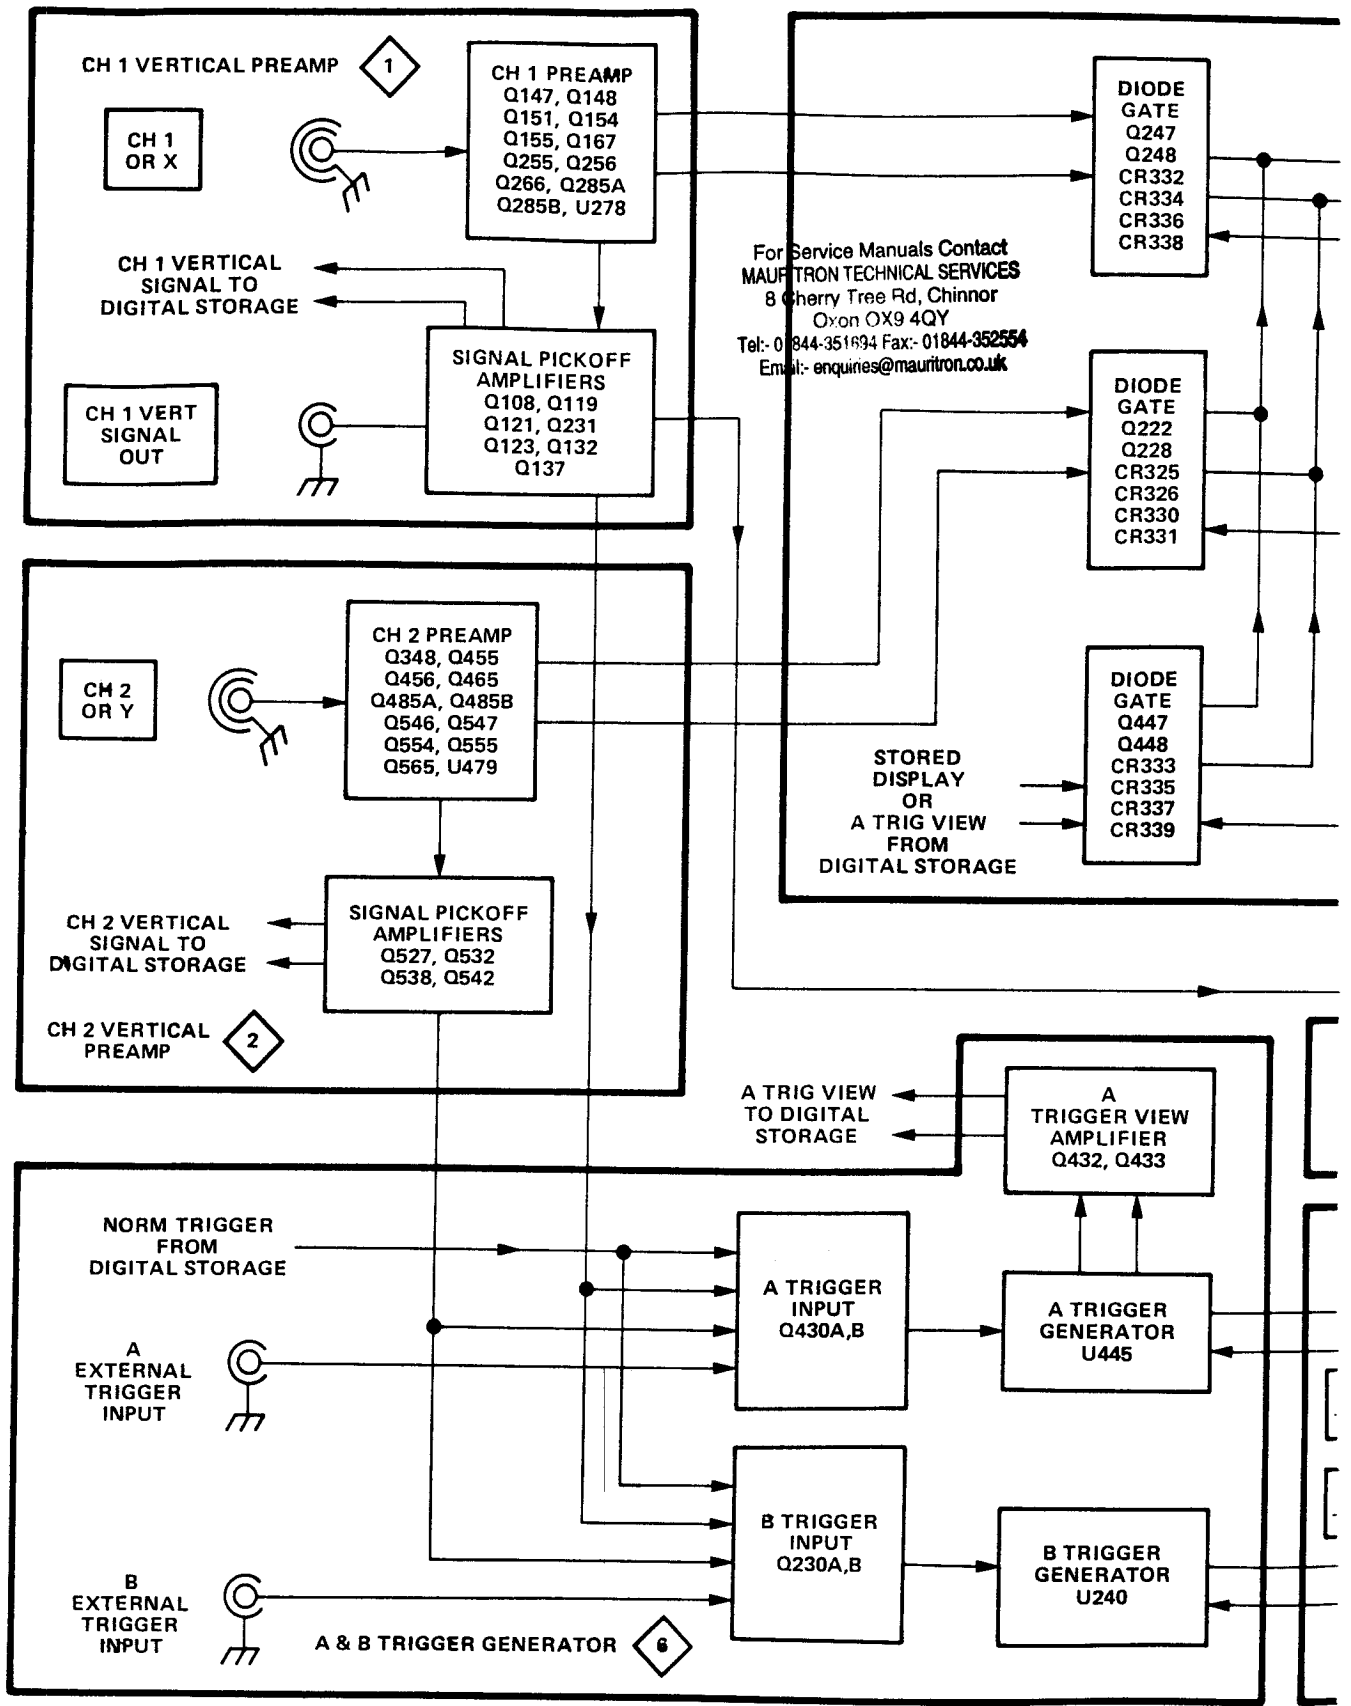 CH 1 VERTICAL PREAMP
1
CH 1
OR X
CH 1 PREAMP
Q147, Q148
Q151, Q154
Q155, Q167
Q255, Q256
Q266, Q285A
Q285B, U278
CH 1 VERTICAL
SIGNAL TO
DIGITAL STORAGE
SIGNAL PICKOFF
AMPLIFIERS
Q108, Q119
Q121, Q231
Q123, Q132
Q137
CH 1 VERT
SIGNAL
OUT
DIODE
GATE
Q247
Q248
CR332
CR334
CR336
CR338
For Service Manuals Contact
MAURITRON TECHNICAL SERVICES
8 Cherry Tree Rd, Chinnor
Oxon OX9 4QY
Tel:- 01844-351694 Fax:- 01844-352554
Email:- enquiries@mauritron.co.uk
DIODE
GATE
Q222
Q228
CR325
CR326
CR330
CR331
CH 2
OR Y
CH 2 PREAMP
Q348, Q455
Q456, Q465
Q485A, Q485B
Q546, Q547
Q554, Q555
Q565, U479
DIODE
GATE
Q447
Q448
CR333
CR335
CR337
CR339
STORED
DISPLAY
OR
A TRIG VIEW
FROM
DIGITAL STORAGE
CH 2 VERTICAL
SIGNAL TO
DIGITAL STORAGE
SIGNAL PICKOFF
AMPLIFIERS
Q527, Q532
Q538, Q542
CH 2 VERTICAL
PREAMP
2
A TRIG VIEW
TO DIGITAL
STORAGE
A
TRIGGER VIEW
AMPLIFIER
Q432, Q433
NORM TRIGGER
FROM
DIGITAL STORAGE
A TRIGGER
INPUT
Q430A,B
A TRIGGER
GENERATOR
U445
A
EXTERNAL
TRIGGER
INPUT
B TRIGGER
INPUT
Q230A,B
B TRIGGER
GENERATOR
U240
B
EXTERNAL
TRIGGER
INPUT
A & B TRIGGER GENERATOR
6